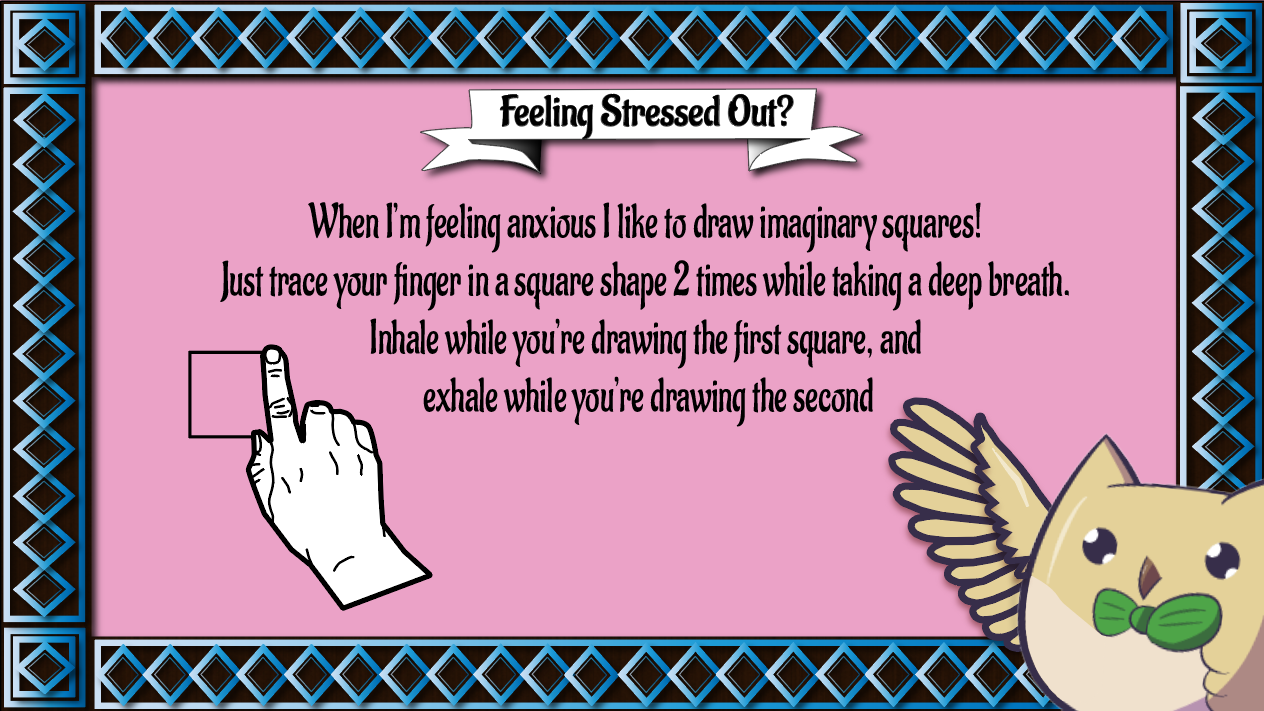 Feeling Stressed Out?
When I'm feeling anxious I like to draw imaginary squares!
Just trace your finger in a square shape 2 times while taking a deep breath.
Inhale while you're drawing the first square, and
exhale while you're drawing the second